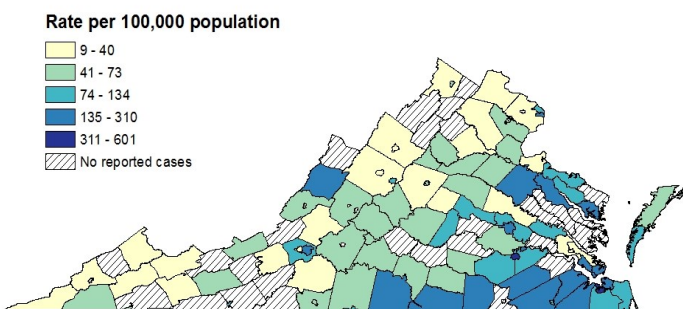 Rate per 100,000 population
9 - 40
41 - 73
74 - 134
135 - 310
311 - 601
No reported cases